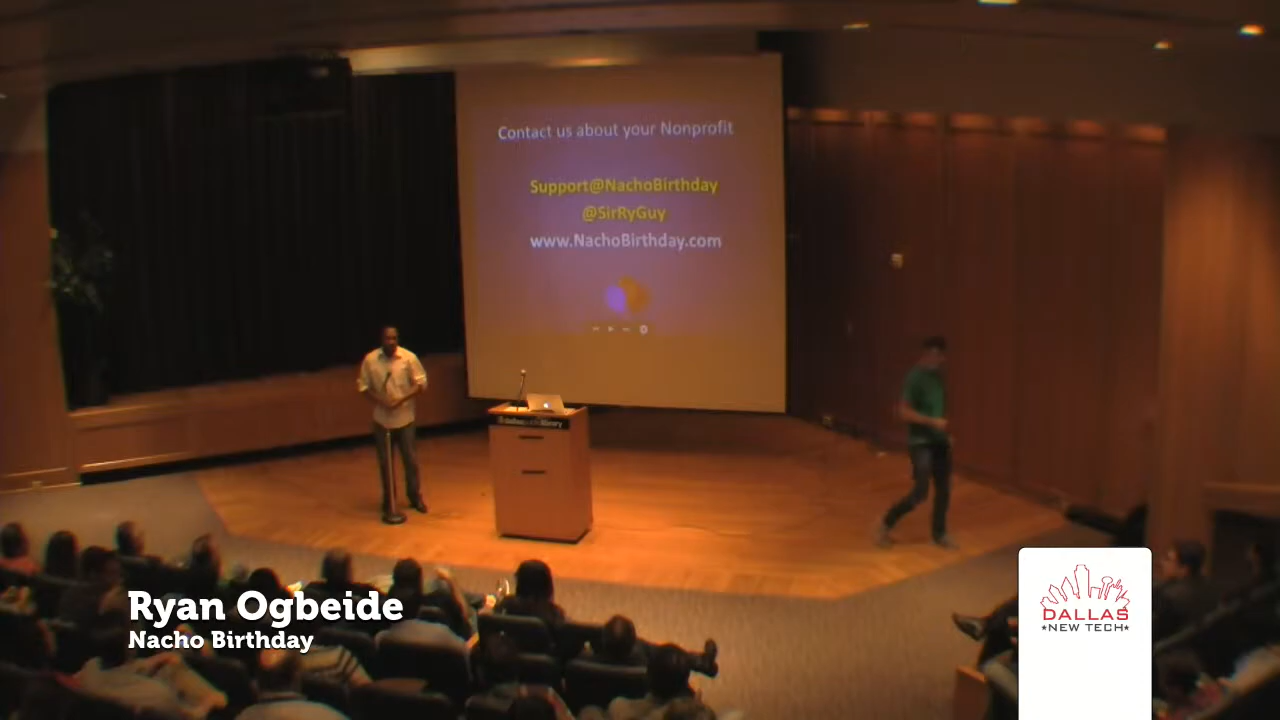 Contact us about your Nonprofit
Support@NachoBirthday
@SirRyGuy
www.NachoBirthday.com
Ryan Ogbeide
Nacho Birthday
DALLAS
★NEW TECH★